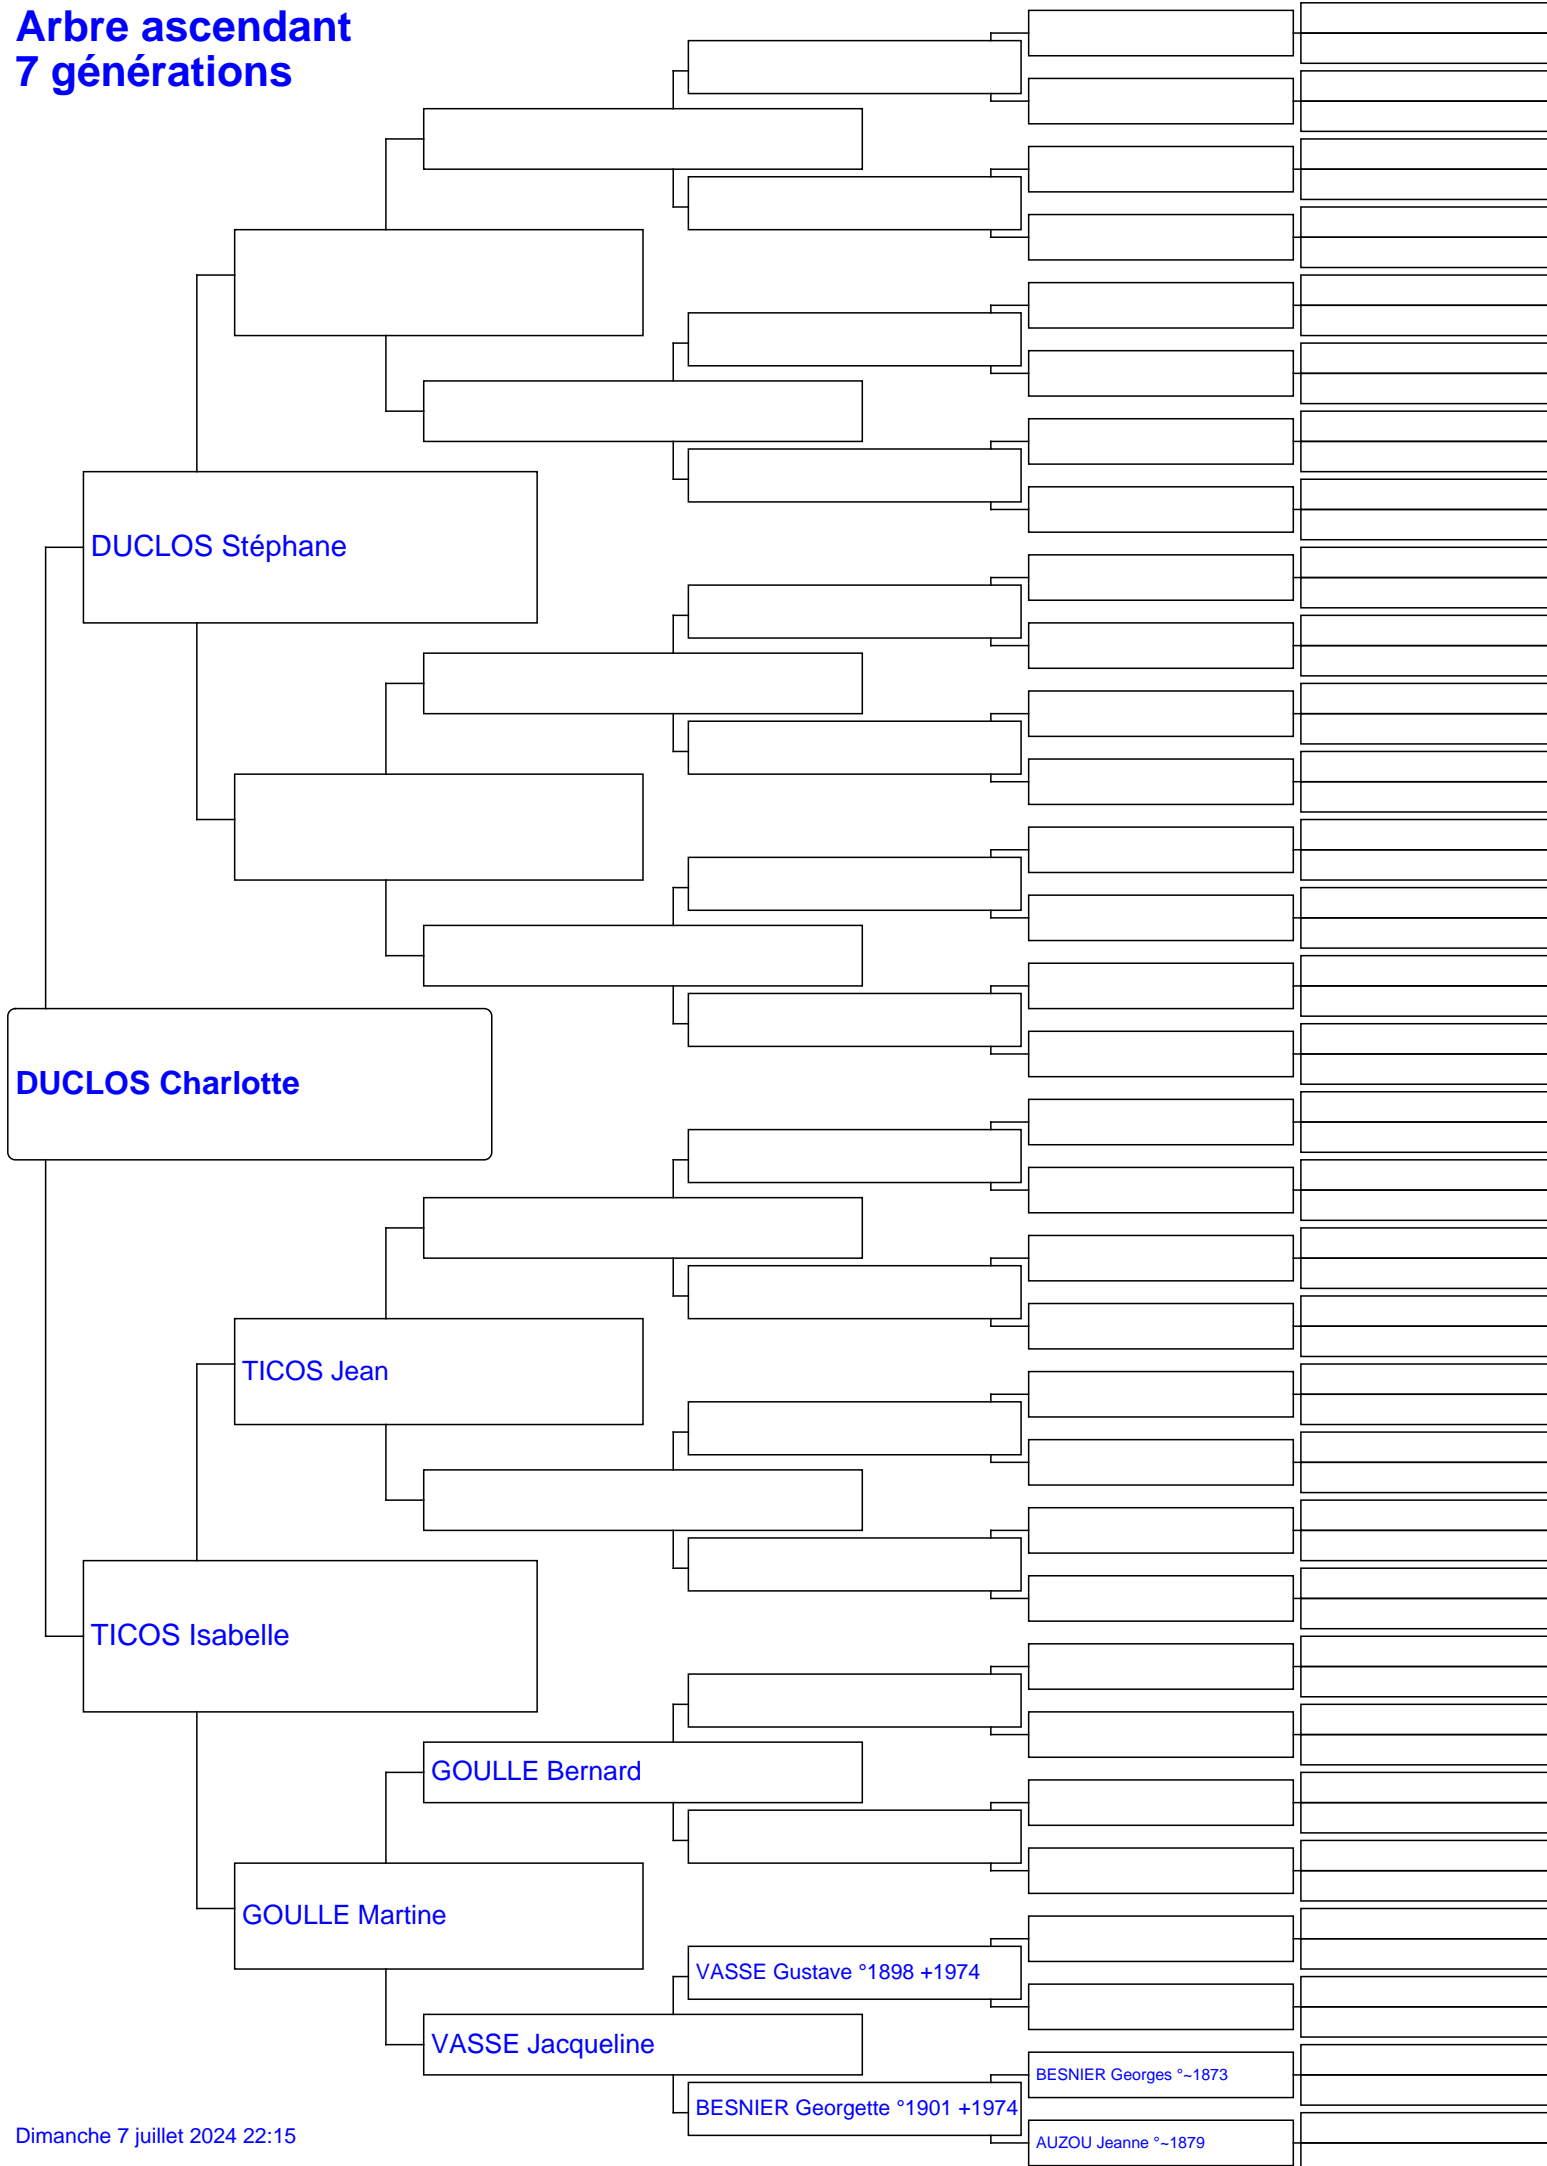 Arbre ascendant
7 générations
DUCLOS Stéphane
DUCLOS Charlotte
TICOS Jean
TICOS Isabelle
GOULLE Bernard
GOULLE Martine
VASSE Gustave °1898 +1974
VASSE Jacqueline
BESNIER Georges °~1873
BESNIER Georgette °1901 +1974
AUZOU Jeanne °~1879
Dimanche 7 juillet 2024 22:15